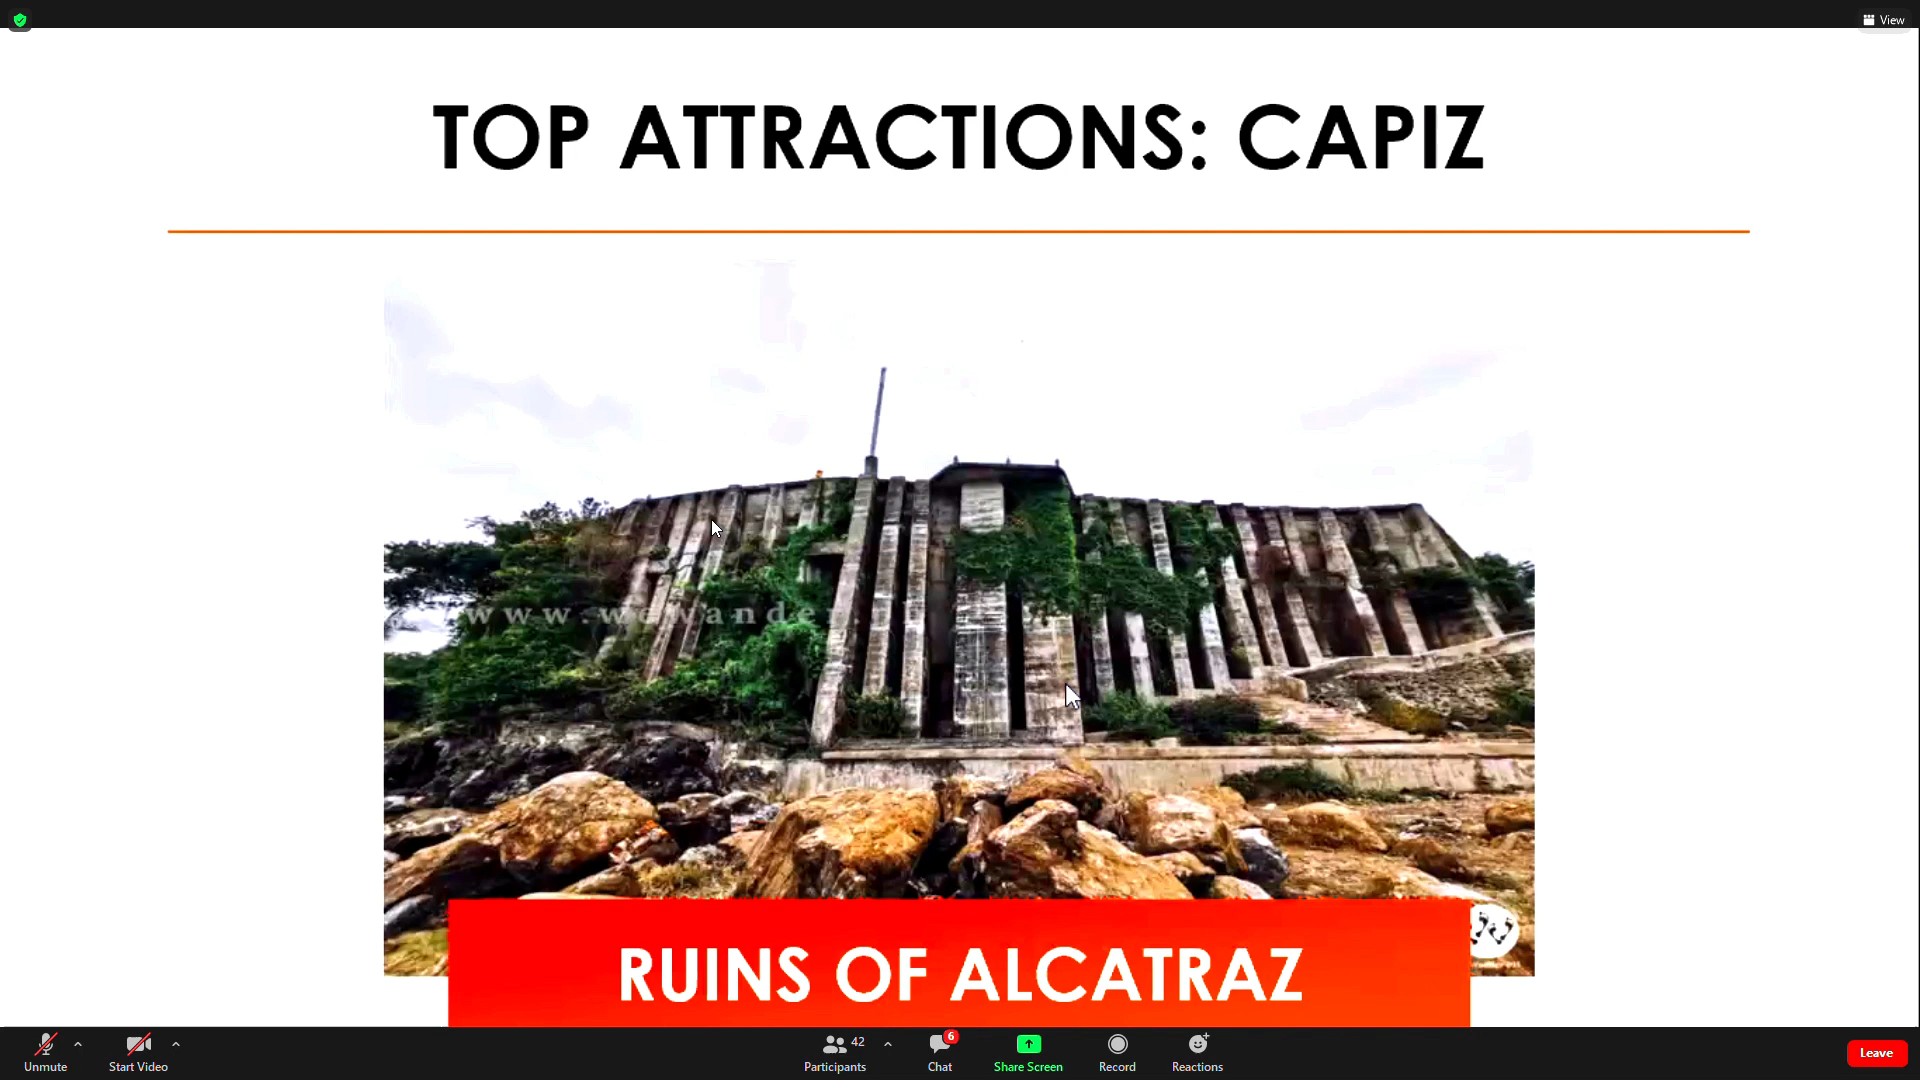 View
TOP ATTRACTIONS: CAPIZ
RUINS OF ALCATRAZ
Unmute
Start Video
42
Participants
6
Chat
Share Screen
Record
Reactions
Leave